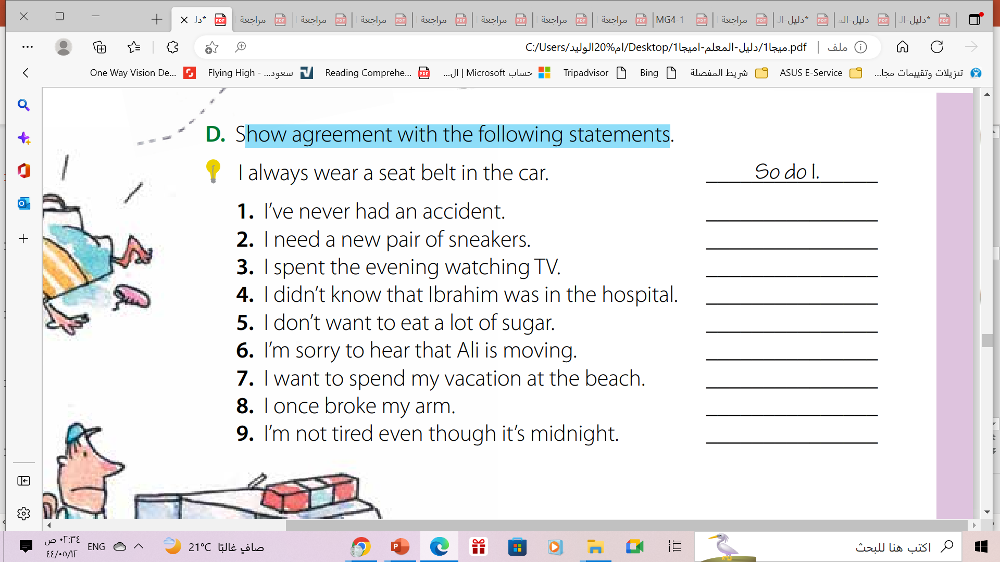 *دل
مراجعة
مراجعة
مراجعة
مراجعة
مراجعة
مراجعة
مراجعة
MG4-1
مراجعة
*دليل-ال
دليل-الم
*دليل-ال
C:/Users/ام%20الوليد/Desktop/ميجا1/دليل-المعلم-اميجا1.pdf
ملف
One Way Vision De...
Flying High - سعود...
Reading Comprehe...
حساب Microsoft | ال...
Tripadvisor
Bing
شريط المفضلة
ASUS E-Service
تنزيلات وتقييمات مجا...
D. Show agreement with the following statements.
I always wear a seat belt in the car. So do I.
1. I've never had an accident.
2. I need a new pair of sneakers.
3. I spent the evening watching TV.
4. I didn't know that Ibrahim was in the hospital.
5. I don't want to eat a lot of sugar.
6. I'm sorry to hear that Ali is moving.
7. I want to spend my vacation at the beach.
8. I once broke my arm.
9. I'm not tired even though it's midnight.
٠٢:٣٤ ص
٤٤/٠٥/١٢
ENG
21°C صافٍ غالبًا
اكتب هنا للبحث